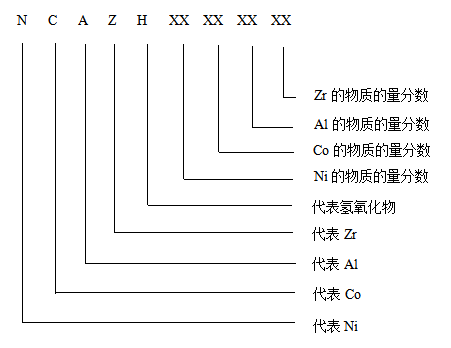 N C A Z H XX XX XX XX
Zr 的物质的量分数
Al 的物质的量分数
Co 的物质的量分数
Ni 的物质的量分数
代表氢氧化物
代表 Zr
代表 Al
代表 Co
代表 Ni